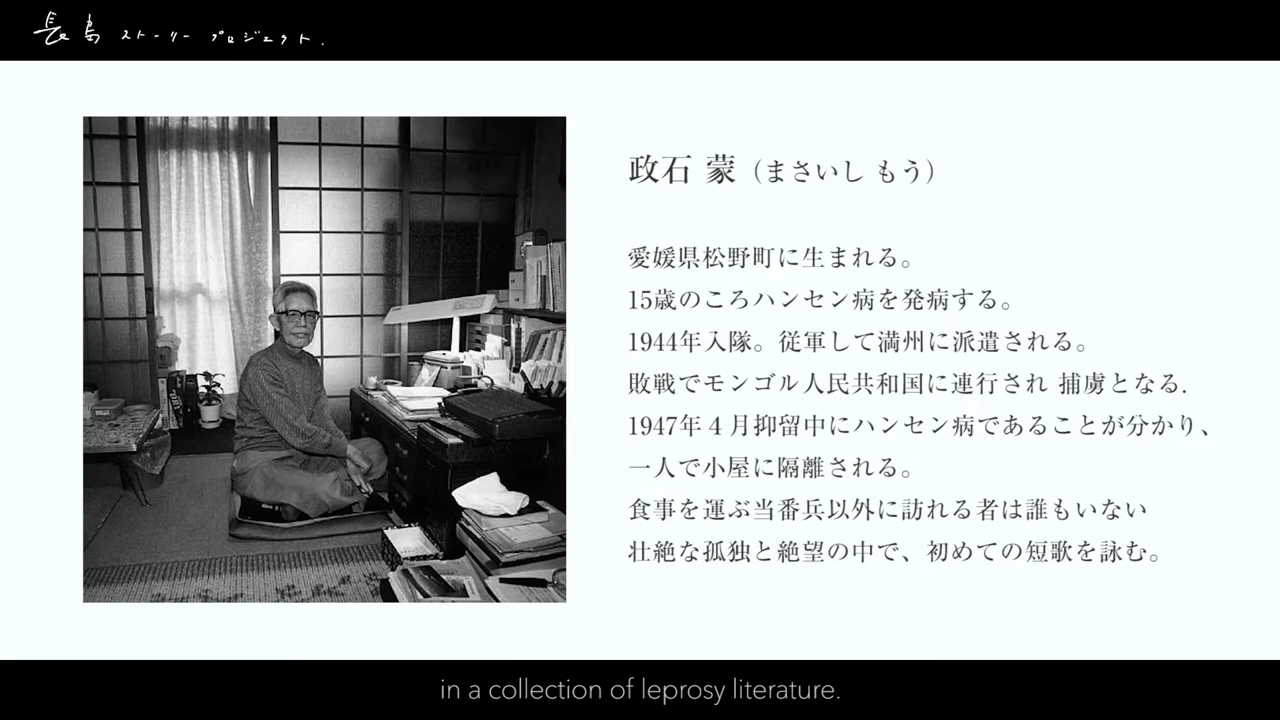 長島 ストーリー プロジェクト.
政石 蒙（まさいし もう）
愛媛県松野町に生まれる。
15歳のころハンセン病を発病する。
1944年入隊。従軍して満州に派遣される。
敗戦でモンゴル人民共和国に連行され 捕虜となる.
1947年４月抑留中にハンセン病であることが分かり、
一人で小屋に隔離される。
食事を運ぶ当番兵以外に訪れる者は誰もいない
壮絶な孤独と絶望の中で、初めての短歌を詠む。
in a collection of leprosy literature.